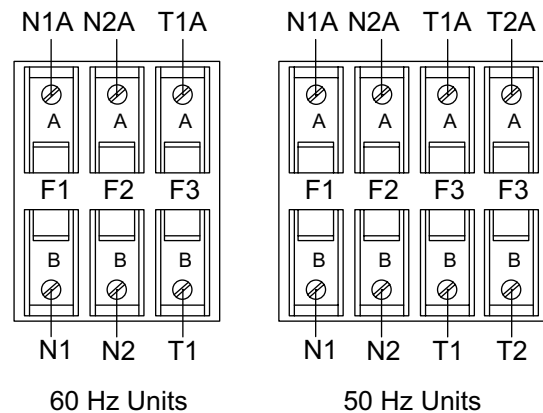 N1A N2A T1A N1A N2A T1A T2A
A A A A A A A
F1 F2 F3 F1 F2 F3 F3
B B B B B B B
N1 N2 T1 N1 N2 T1 T2
60 Hz Units 50 Hz Units